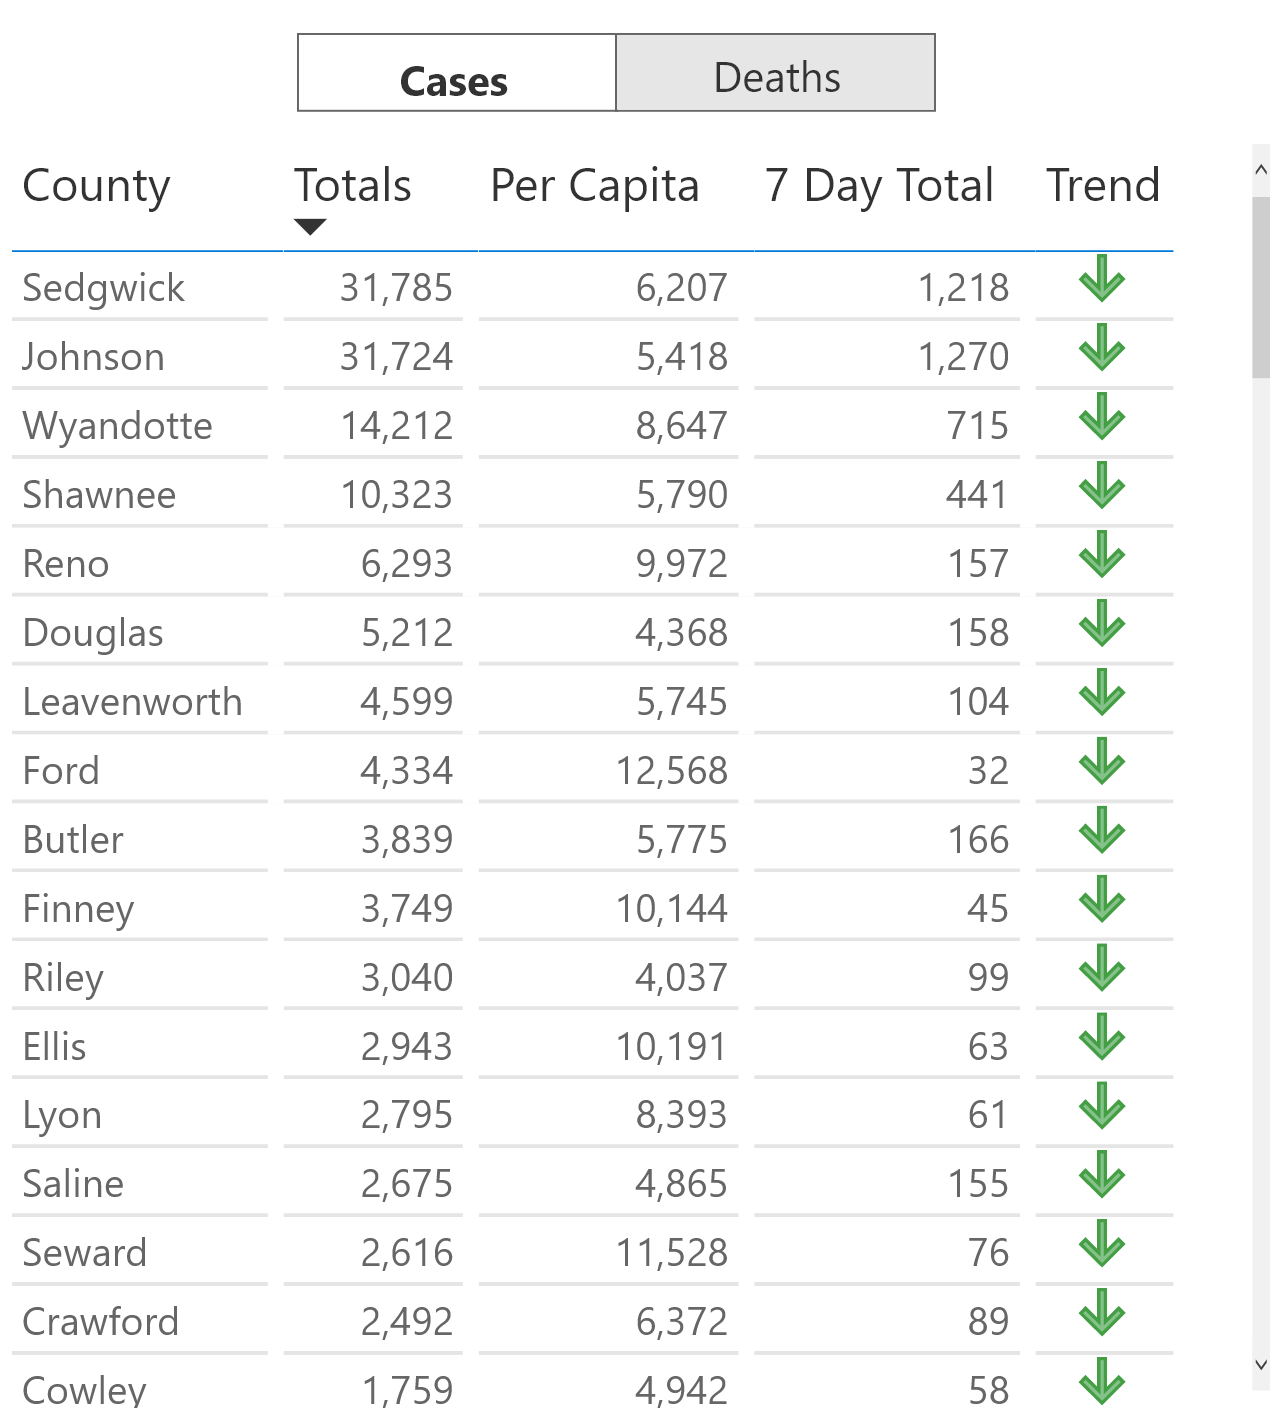 Cases Deaths
County Totals Per Capita 7 Day Total Trend
Sedgwick 31,785 6,207 1,218
Johnson 31,724 5,418 1,270
Wyandotte 14,212 8,647 715
Shawnee 10,323 5,790 441
Reno 6,293 9,972 157
Douglas 5,212 4,368 158
Leavenworth 4,599 5,745 104
Ford 4,334 12,568 32
Butler 3,839 5,775 166
Finney 3,749 10,144 45
Riley 3,040 4,037 99
Ellis 2,943 10,191 63
Lyon 2,795 8,393 61
Saline 2,675 4,865 155
Seward 2,616 11,528 76
Crawford 2,492 6,372 89
Cowley 1,759 4,942 58